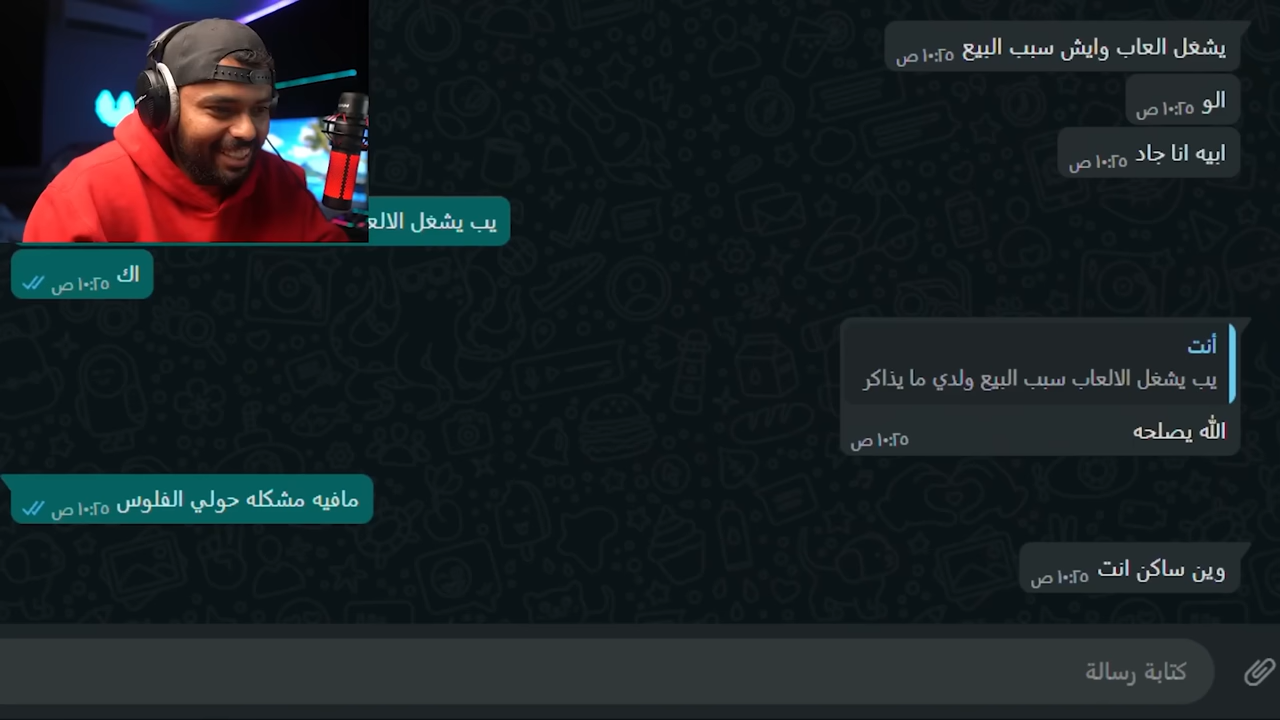 يشغل العاب وايش سبب البيع ١٠:٢٥ ص
الو ١٠:٢٥ ص
ابيه انا جاد ١٠:٢٥ ص
يب يشغل
اك ١٠:٢٥ ص
أنت
يب يشغل الالعاب سبب البيع ولدي ما يذاكر
الله يصلحه
١٠:٢٥ ص
مافيه مشكله حولي الفلوس ١٠:٢٥ ص
وين ساكن انت ١٠:٢٥ ص
كتابة رسالة